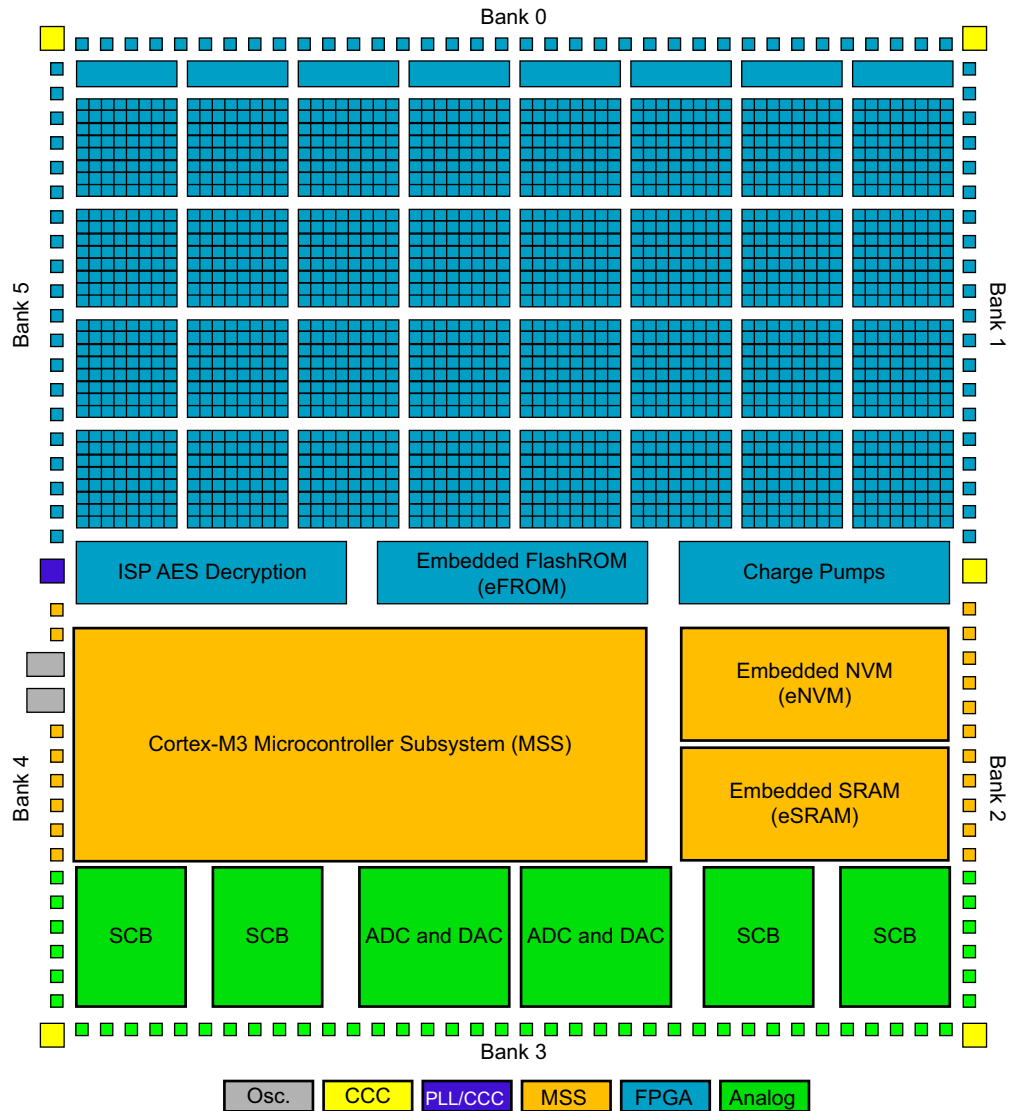 Bank 0
Bank 5
Bank 1
ISP AES Decryption
Embedded FlashROM
(eFROM)
Charge Pumps
Embedded NVM
(eNVM)
Cortex-M3 Microcontroller Subsystem (MSS)
Bank 4
Embedded SRAM
(eSRAM)
Bank 2
SCB
SCB
ADC and DAC
ADC and DAC
SCB
SCB
Bank 3
Osc.
CCC
PLL/CCC
MSS
FPGA
Analog